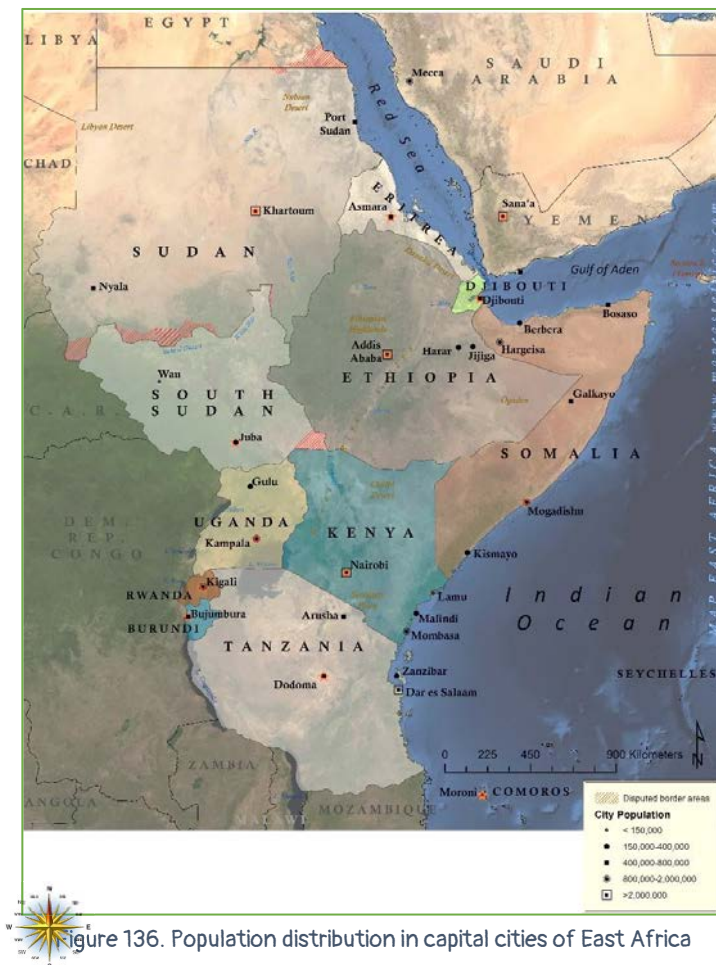 EGYPT
LIBYA
SAUDI
ARABIA
Mecca
Red Sea
Nubian
Desert
Libyan Desert
Port
Sudan
CHAD
ERITREA
Asmara
Sana'a
YEMEN
Khartoum
SUDAN
Gulf of Aden
DJIBOUTI
Djibouti
Nyala
Bosaso
Berbera
Addis
Ababa
Harar
Jijiga
Hargeisa
ETHIOPIA
Wau
SOUTH
SUDAN
C.A.R.
Ogaden
Galkayo
Juba
SOMALIA
Gulu
Mogadishu
DEM.
REP.
CONGO
UGANDA
KENYA
Kampala
Kismayo
Nairobi
Kigali
RWANDA
Lamu
Indian
Ocean
Bujumbura
BURUNDI
Arusha
Malindi
Mombasa
TANZANIA
SEYCHELLES
Zanzibar
Dodoma
Dar es Salaam
N
0 225 450 900 Kilometers
ZAMBIA
Moroni
COMOROS
ANGOLA
MOZAMBIQUE
MALAWI
Disputed border areas
City Population
< 150,000
150,000-400,000
400,000-800,000
800,000-2,000,000
>2,000,000
MAP EAST AFRICA
N
W
E
Figure 136. Population distribution in capital cities of East Africa